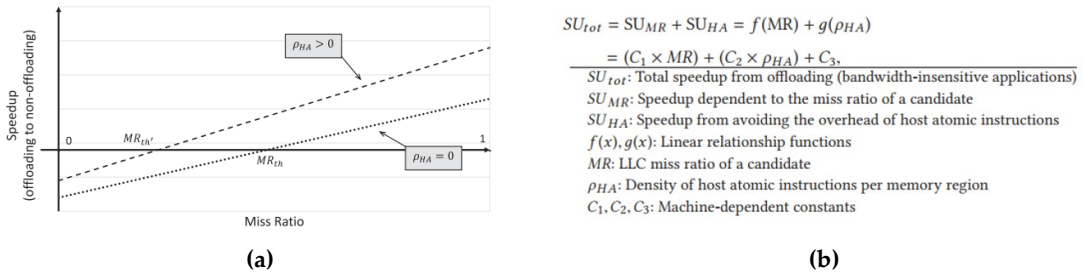 Speedup
(offloading to non-offloading)
ρ_HA > 0
0
MR_th'
1
MR_th
ρ_HA = 0
Miss Ratio
(a)
SU_tot = SU_MR + SU_HA = f(MR) + g(ρ_HA)
= (C_1 × MR) + (C_2 × ρ_HA) + C_3,
SU_tot: Total speedup from offloading (bandwidth-insensitive applications)
SU_MR: Speedup dependent to the miss ratio of a candidate
SU_HA: Speedup from avoiding the overhead of host atomic instructions
f(x), g(x): Linear relationship functions
MR: LLC miss ratio of a candidate
ρ_HA: Density of host atomic instructions per memory region
C_1, C_2, C_3: Machine-dependent constants
(b)